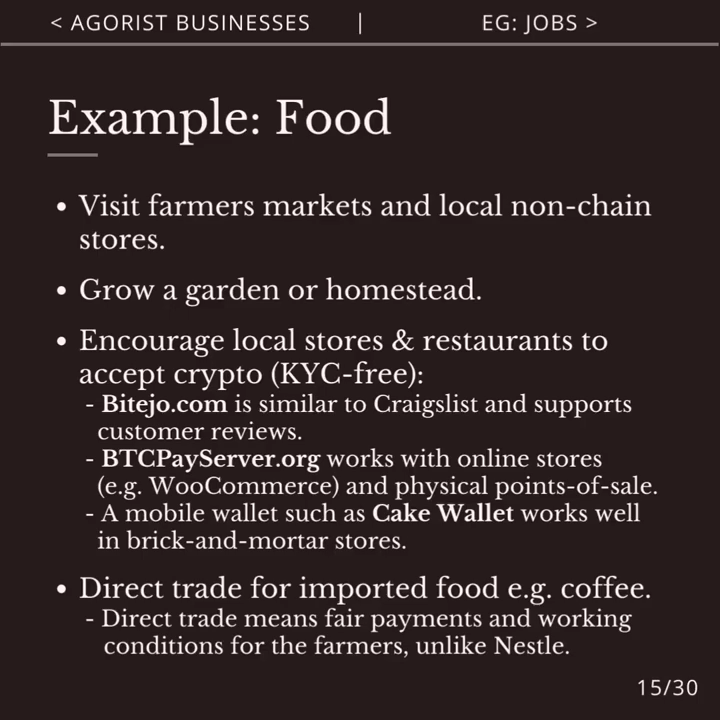 < AGORIST BUSINESSES | EG: JOBS >
Example: Food
• Visit farmers markets and local non-chain
stores.
• Grow a garden or homestead.
• Encourage local stores & restaurants to
accept crypto (KYC-free):
- Bitejo.com is similar to Craigslist and supports
customer reviews.
- BTCPayServer.org works with online stores
(e.g. WooCommerce) and physical points-of-sale.
- A mobile wallet such as Cake Wallet works well
in brick-and-mortar stores.
• Direct trade for imported food e.g. coffee.
- Direct trade means fair payments and working
conditions for the farmers, unlike Nestle.
15/30